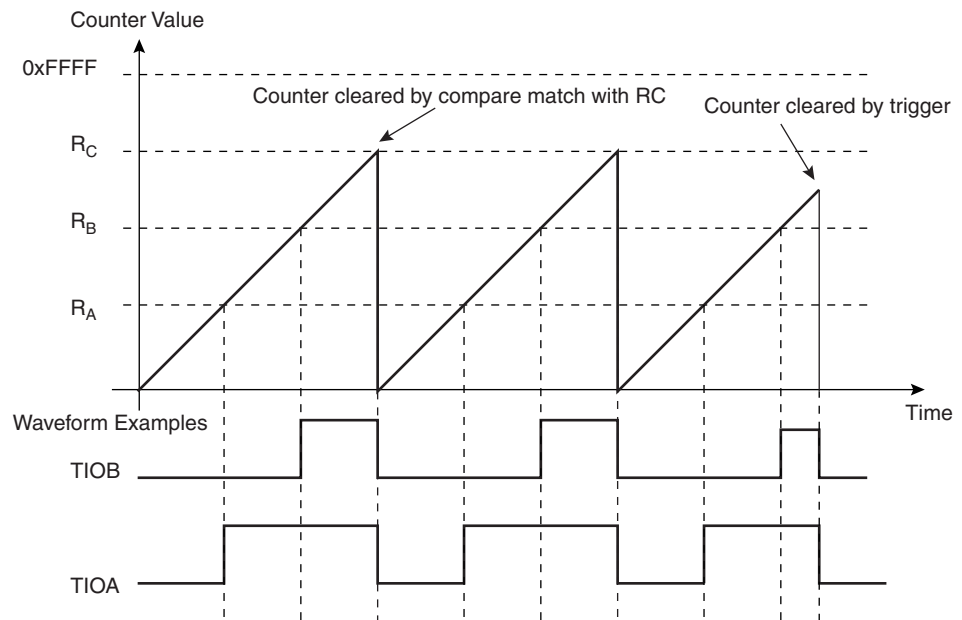 Counter Value
0xFFFF
Counter cleared by compare match with RC
Counter cleared by trigger
RC
RB
RA
Time
Waveform Examples
TIOB
TIOA